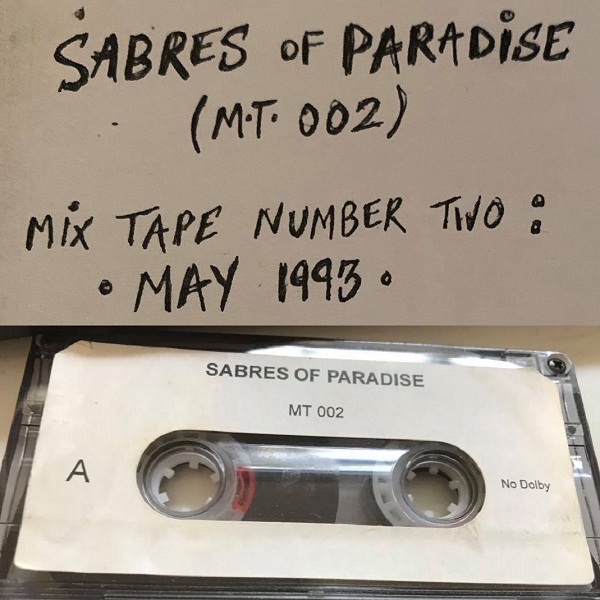 SABRES OF PARADISE
(M.T. 002)
MIX TAPE NUMBER TWO :
• MAY 1993 •
SABRES OF PARADISE
MT 002
A
No Dolby